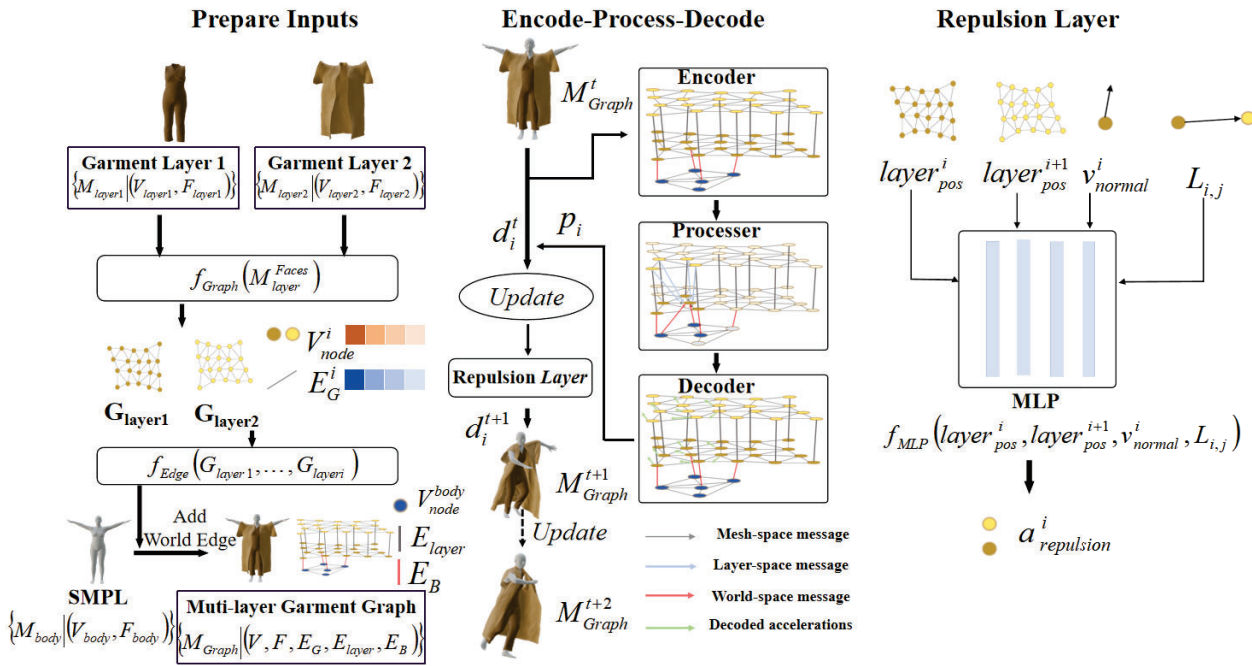 Prepare Inputs
Garment Layer 1
{M_layer1|(V_layer1, F_layer1)}
Garment Layer 2
{M_layer2|(V_layer2, F_layer2)}
f_Graph(M_layer^Faces)
V_node^i
E_G^i
G_layer1
G_layer2
f_Edge(G_layer1, ..., G_layeri)
Add
World Edge
V_node^body
E_layer
E_B
SMPL
{M_body|(V_body, F_body)}
Muti-layer Garment Graph
{M_Graph|(V, F, E_G, E_layer, E_B)}
Encode-Process-Decode
M_Graph^t
d_i^t
p_i
Update
Repulsion Layer
d_i^t+1
M_Graph^t+1
Update
M_Graph^t+2
Encoder
Processer
Decoder
Mesh-space message
Layer-space message
World-space message
Decoded accelerations
Repulsion Layer
layer_pos^i
layer_pos^i+1
v_normal^i
L_i,j
MLP
f_MLP(layer_pos^i, layer_pos^i+1, v_normal^i, L_i,j)
a_repulsion^i